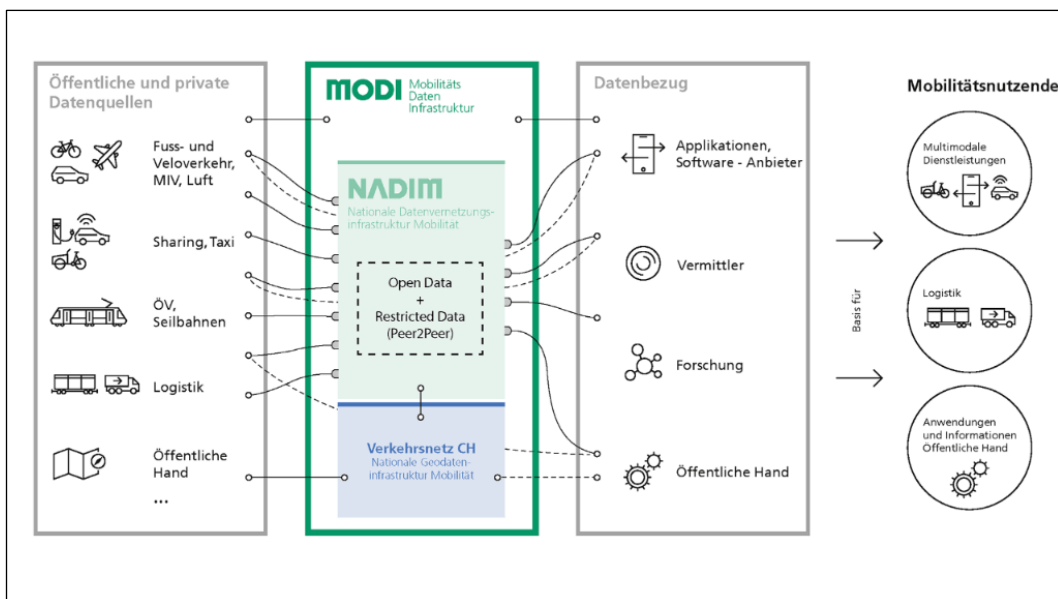 Öffentliche und private
Datenquellen
Fuss- und
Veloverkehr,
MIV, Luft
Sharing, Taxi
ÖV,
Seilbahnen
Logistik
Öffentliche
Hand
...
MODI Mobilitäts
Daten
Infrastruktur
NADIM
Nationale Datenvernetzungs-
infrastruktur Mobilität
Open Data
+
Restricted Data
(Peer2Peer)
Verkehrsnetz CH
Nationale Geodaten-
infrastruktur Mobilität
Datenbezug
Applikationen,
Software - Anbieter
Vermittler
Forschung
Öffentliche Hand
Basis für
Mobilitätsnutzende
Multimodale
Dienstleistungen
Logistik
Anwendungen
und Informationen
Öffentliche Hand